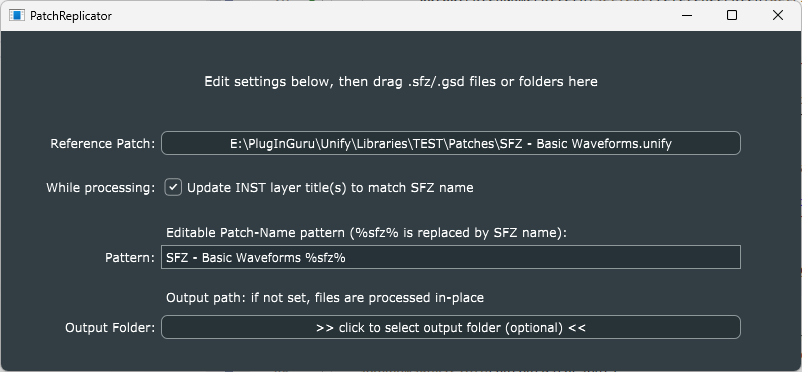 PatchReplicator
Edit settings below, then drag .sfz/.gsd files or folders here
Reference Patch: E:\PlugInGuru\Unify\Libraries\TEST\Patches\SFZ - Basic Waveforms.unify
While processing: Update INST layer title(s) to match SFZ name
Editable Patch-Name pattern (%sfz% is replaced by SFZ name):
Pattern: SFZ - Basic Waveforms %sfz%
Output path: if not set, files are processed in-place
Output Folder: >> click to select output folder (optional) <<